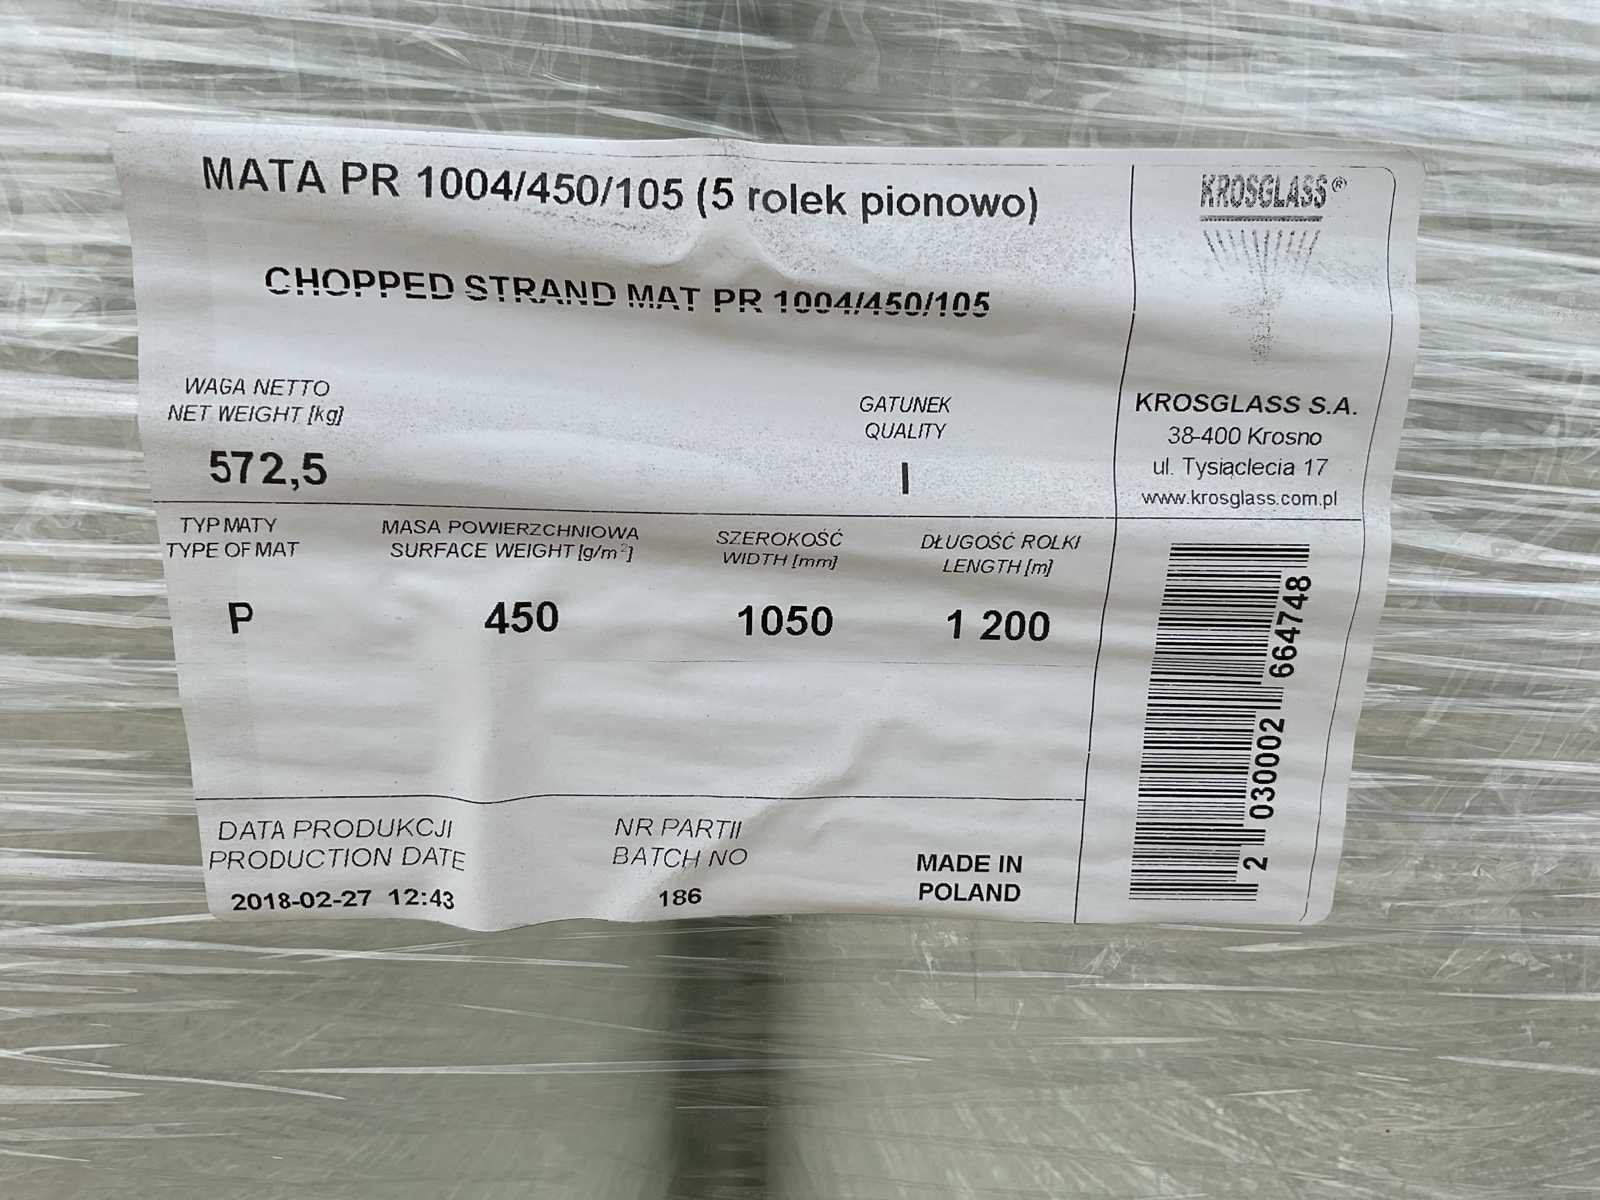 MATA PR 1004/450/105 (5 rolek pionowo)
CHOPPED STRAND MAT PR 1004/450/105
KROSGLASS®
WAGA NETTO
NET WEIGHT [kg]
572,5
GATUNEK
QUALITY
I
KROSGLASS S.A.
38-400 Krosno
ul. Tysiąclecia 17
www.krosglass.com.pl
TYP MATY
TYPE OF MAT
P
MASA POWIERZCHNIOWA
SURFACE WEIGHT [g/m²]
450
SZEROKOŚĆ
WIDTH [mm]
1050
DŁUGOŚĆ ROLKI
LENGTH [m]
1 200
2 030002 664748
DATA PRODUKCJI
PRODUCTION DATE
2018-02-27 12:43
NR PARTII
BATCH NO
186
MADE IN
POLAND